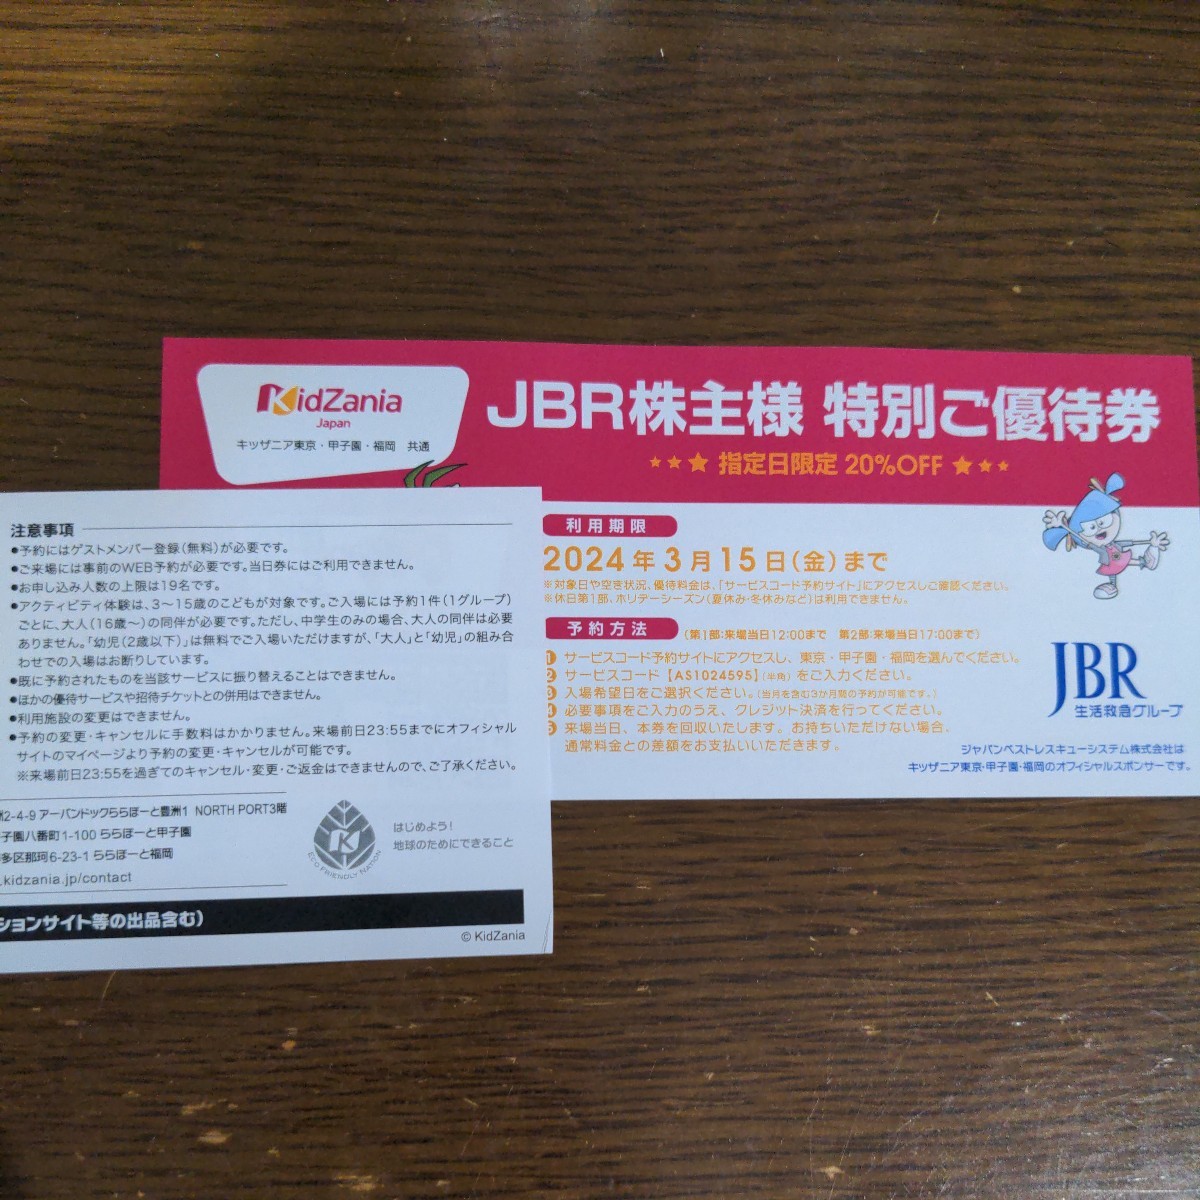 KidZania
Japan
キッザニア東京・甲子園・福岡 共通
JBR株主様 特別ご優待券
★★★ 指定日限定 20%OFF ★★★
利用期限
2024年3月15日(金)まで
※対象日や空き状況、優待料金は、「サービスコード予約サイト」にアクセスしご確認ください。
※休日第1部、ホリデーシーズン(夏休み・冬休みなど)は利用できません。
予約方法 (第1部:来場当日12:00まで 第2部:来場当日17:00まで)
1 サービスコード予約サイトにアクセスし、東京・甲子園・福岡を選んでください。
2 サービスコード【AS1024595】(半角)をご入力ください。
3 入場希望日をご選択ください。(当月を含む3か月期の予約が可能です。)
4 必要事項をご入力のうえ、クレジット決済を行ってください。
5 来場当日、本券を回収いたします。お持ちいただけない場合、
通常料金との差額をお支払いいただきます。
JBR
生活救急グループ
ジャパンベストレスキューシステム株式会社は
キッザニア東京・甲子園・福岡のオフィシャルスポンサーです。
注意事項
●予約にはゲストメンバー登録(無料)が必要です。
●ご来場には事前のWEB予約が必要です。当日券にはご利用できません。
●お申し込み人数の上限は19名です。
●アクティビティ体験は、3〜15歳のこどもが対象です。ご入場には予約1件(1グループ)
ごとに、大人(16歳〜)の同伴が必要です。ただし、中学生のみの場合、大人の同伴は必要
ありません。「幼児(2歳以下)」は無料でご入場いただけますが、「大人」と「幼児」の組み合
わせでの入場はお断りしています。
●既に予約されたものを当該サービスに振り替えることはできません。
●ほかの優待サービスや招待チケットとの併用はできません。
●利用施設の変更はできません。
●予約の変更・キャンセルに手数料はかかりません。来場前日23:55までにオフィシャル
サイトのマイページより予約の変更・キャンセルが可能です。
※来場前日23:55を過ぎてのキャンセル・変更・ご返金はできませんので、ご了承ください。
2-4-9 アーバンドックららぽーと豊洲1 NORTH PORT3階
子園八番町1-100 ららぽーと甲子園
多区那珂6-23-1 ららぽーと福岡
.kidzania.jp/contact
K
ECO FRIENDLY NATION
はじめよう!
地球のためにできること
ションサイト等の出品含む)
© KidZania